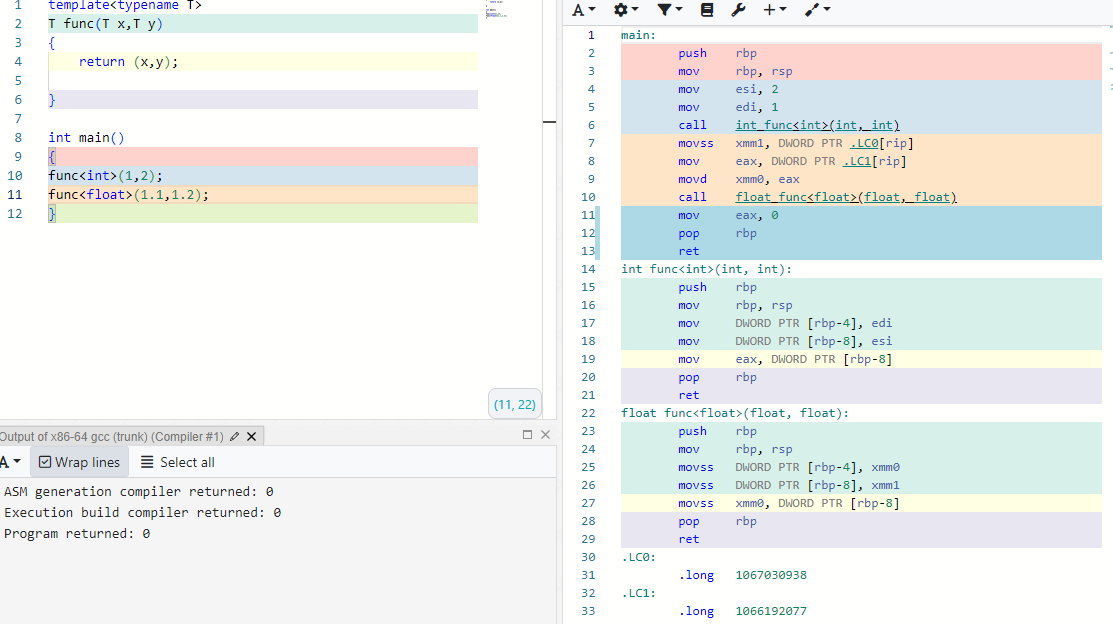 1 template<typename T>
2 T func(T x,T y)
3 {
4     return (x,y);
5
6 }
7
8 int main()
9 {
10 func<int>(1,2);
11 func<float>(1.1,1.2);
12 }
(11, 22)
Output of x86-64 gcc (trunk) (Compiler #1)
A
Wrap lines
Select all
ASM generation compiler returned: 0
Execution build compiler returned: 0
Program returned: 0
A
1 main:
2 push rbp
3 mov rbp, rsp
4 mov esi, 2
5 mov edi, 1
6 call int func<int>(int, int)
7 movss xmm1, DWORD PTR .LC0[rip]
8 mov eax, DWORD PTR .LC1[rip]
9 movd xmm0, eax
10 call float func<float>(float, float)
11 mov eax, 0
12 pop rbp
13 ret
14 int func<int>(int, int):
15 push rbp
16 mov rbp, rsp
17 mov DWORD PTR [rbp-4], edi
18 mov DWORD PTR [rbp-8], esi
19 mov eax, DWORD PTR [rbp-8]
20 pop rbp
21 ret
22 float func<float>(float, float):
23 push rbp
24 mov rbp, rsp
25 movss DWORD PTR [rbp-4], xmm0
26 movss DWORD PTR [rbp-8], xmm1
27 movss xmm0, DWORD PTR [rbp-8]
28 pop rbp
29 ret
30 .LC0:
31 .long 1067030938
32 .LC1:
33 .long 1066192077